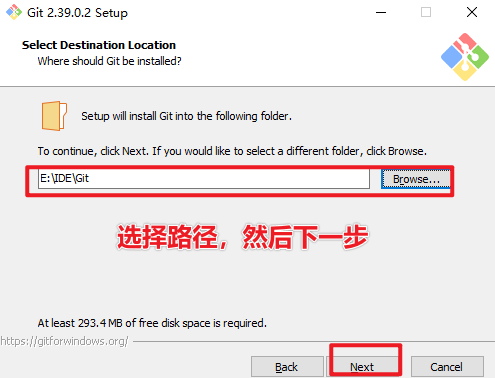 Git 2.39.0.2 Setup
Select Destination Location
Where should Git be installed?
Setup will install Git into the following folder.
To continue, click Next. If you would like to select a different folder, click Browse.
E:\IDE\Git
Browse...
选择路径，然后下一步
At least 293.4 MB of free disk space is required.
https://gitforwindows.org/
Back
Next
Cancel